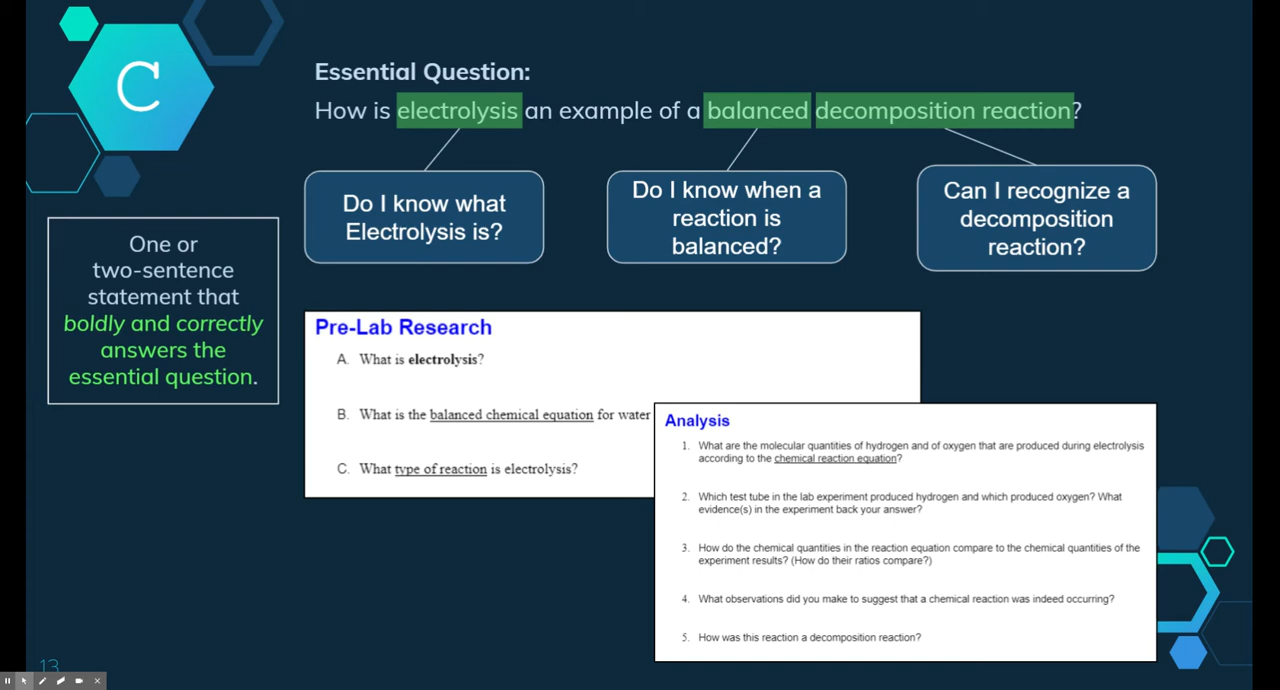 C
Essential Question:
How is electrolysis an example of a balanced decomposition reaction?
Do I know what
Electrolysis is?
Do I know when a
reaction is
balanced?
Can I recognize a
decomposition
reaction?
One or
two-sentence
statement that
boldly and correctly
answers the
essential question.
Pre-Lab Research
A. What is electrolysis?
B. What is the balanced chemical equation for water
C. What type of reaction is electrolysis?
Analysis
1. What are the molecular quantities of hydrogen and of oxygen that are produced during electrolysis
according to the chemical reaction equation?
2. Which test tube in the lab experiment produced hydrogen and which produced oxygen? What
evidence(s) in the experiment back your answer?
3. How do the chemical quantities in the reaction equation compare to the chemical quantities of the
experiment results? (How do their ratios compare?)
4. What observations did you make to suggest that a chemical reaction was indeed occurring?
5. How was this reaction a decomposition reaction?
13